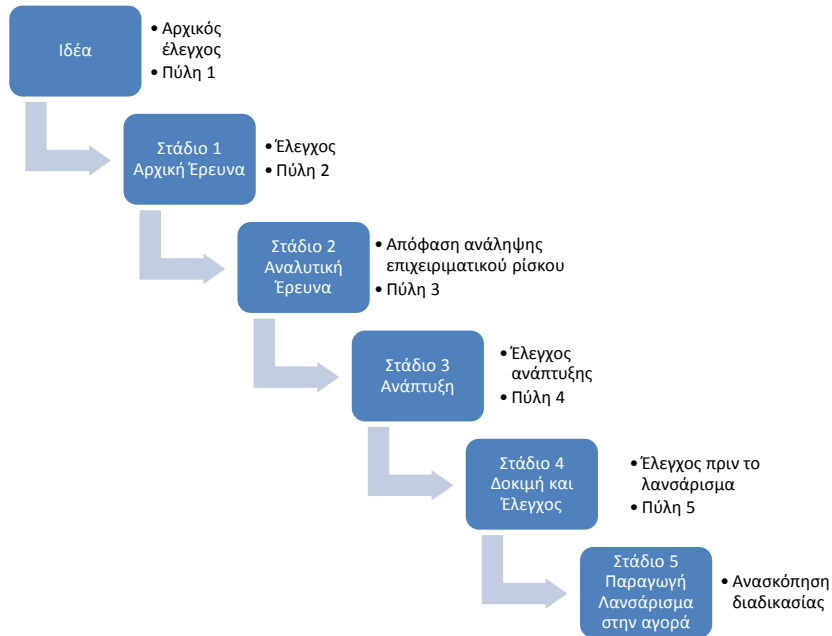 Ιδέα
• Αρχικός
έλεγχος
• Πύλη 1
Στάδιο 1
Αρχική Έρευνα
• Έλεγχος
• Πύλη 2
Στάδιο 2
Αναλυτική
Έρευνα
• Απόφαση ανάληψης
επιχειριματικού ρίσκου
• Πύλη 3
Στάδιο 3
Ανάπτυξη
• Έλεγχος
ανάπτυξης
• Πύλη 4
Στάδιο 4
Δοκιμή και
Έλεγχος
• Έλεγχος πριν το
λανσάρισμα
• Πύλη 5
Στάδιο 5
Παραγωγή
Λανσάρισμα
στην αγορά
• Ανασκόπηση
διαδικασίας